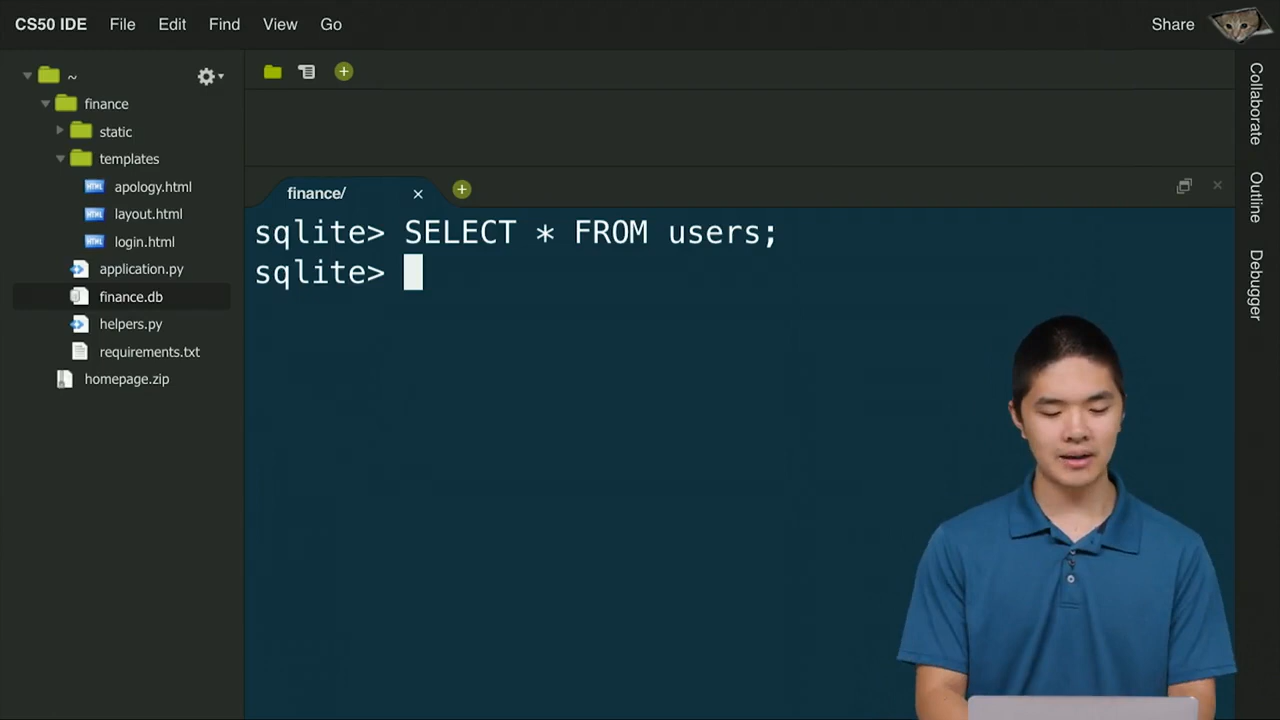 CS50 IDE File Edit Find View Go Share
~
finance
static
templates
apology.html
layout.html
login.html
application.py
finance.db
helpers.py
requirements.txt
homepage.zip
finance/
sqlite> SELECT * FROM users;
sqlite>
Collaborate
Outline
Debugger